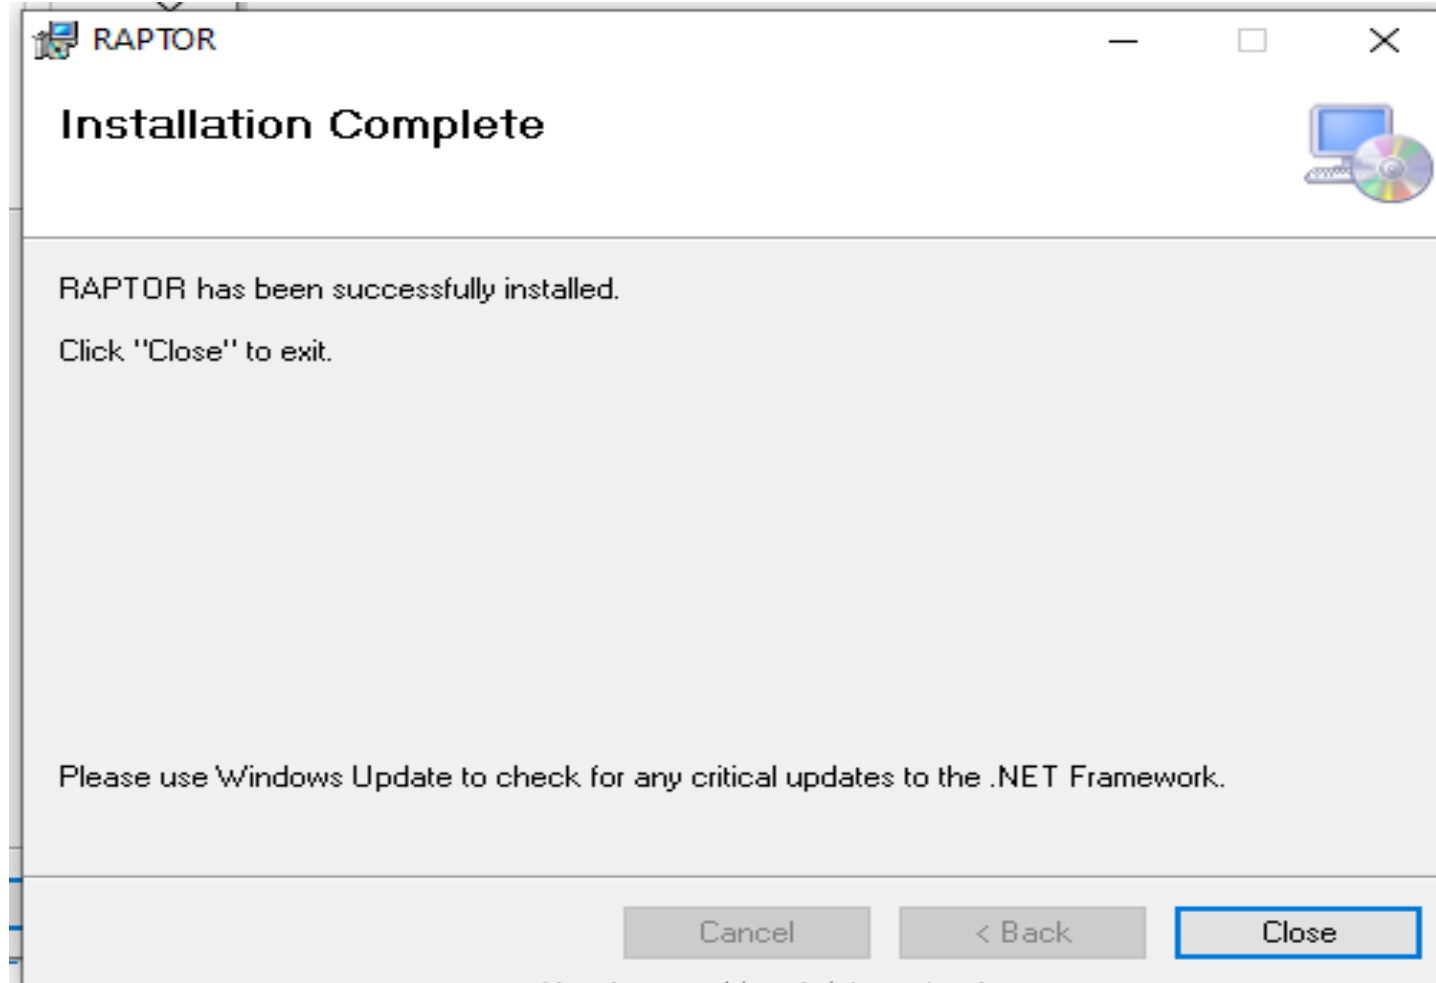 RAPTOR
Installation Complete
RAPTOR has been successfully installed.
Click "Close" to exit.
Please use Windows Update to check for any critical updates to the .NET Framework.
Cancel
< Back
Close